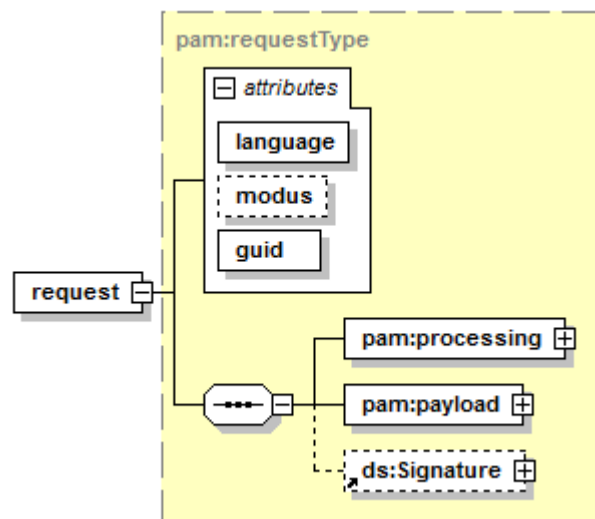 pam:requestType
attributes
language
modus
guid
request
pam:processing
pam:payload
ds:Signature